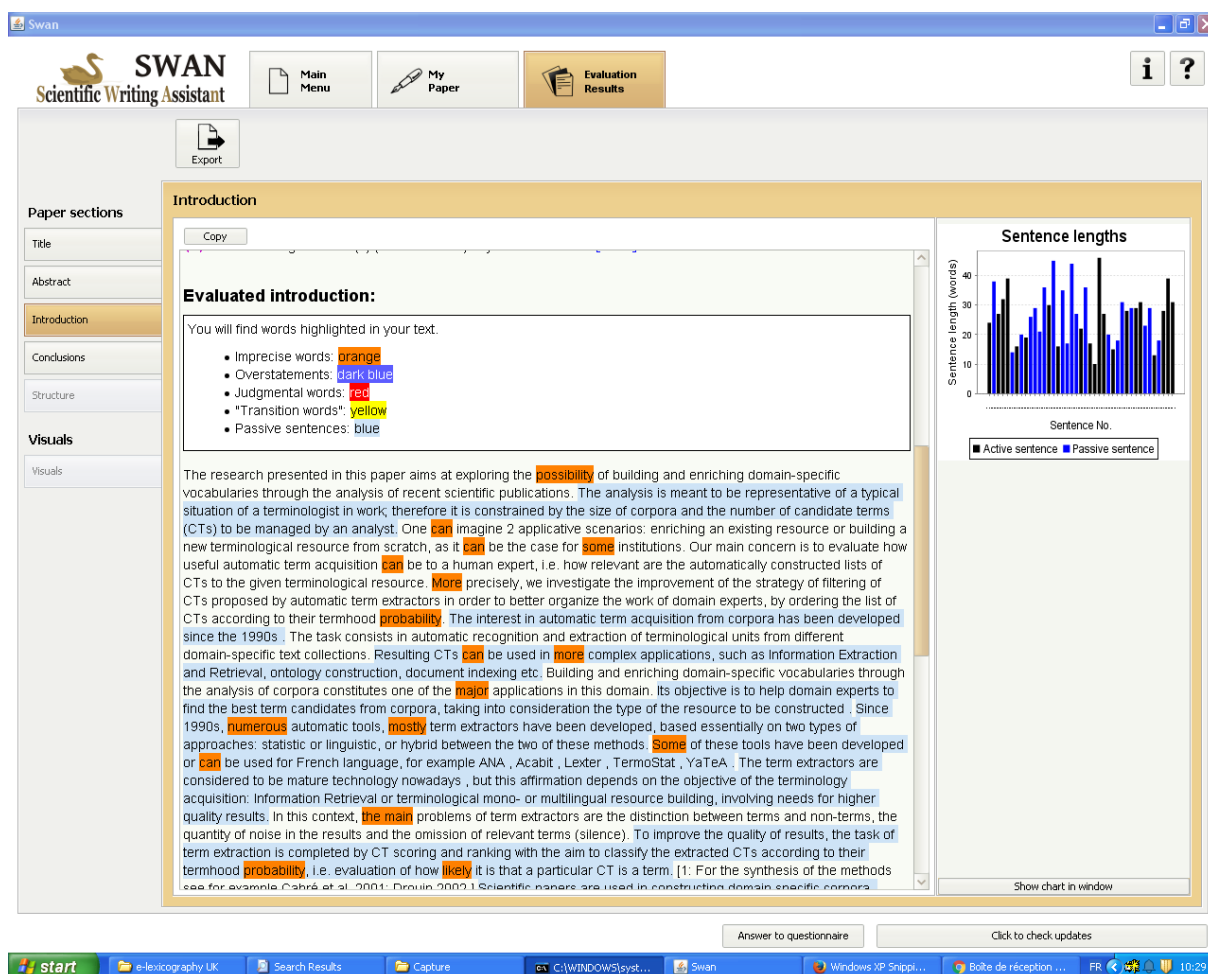 Swan
SWAN
Scientific Writing Assistant
Main Menu
My Paper
Evaluation Results
i ?
Export
Paper sections
Title
Abstract
Introduction
Conclusions
Structure
Visuals
Visuals
Introduction
Copy
Evaluated introduction:
You will find words highlighted in your text.
• Imprecise words: orange
• Overstatements: dark blue
• Judgmental words: red
• "Transition words": yellow
• Passive sentences: blue
The research presented in this paper aims at exploring the possibility of building and enriching domain-specific
vocabularies through the analysis of recent scientific publications. The analysis is meant to be representative of a typical
situation of a terminologist in work; therefore it is constrained by the size of corpora and the number of candidate terms
(CTs) to be managed by an analyst. One can imagine 2 applicative scenarios: enriching an existing resource or building a
new terminological resource from scratch, as it can be the case for some institutions. Our main concern is to evaluate how
useful automatic term acquisition can be to a human expert, i.e. how relevant are the automatically constructed lists of
CTs to the given terminological resource. More precisely, we investigate the improvement of the strategy of filtering of
CTs proposed by automatic term extractors in order to better organize the work of domain experts, by ordering the list of
CTs according to their termhood probability. The interest in automatic term acquisition from corpora has been developed
since the 1990s . The task consists in automatic recognition and extraction of terminological units from different
domain-specific text collections. Resulting CTs can be used in more complex applications, such as Information Extraction
and Retrieval, ontology construction, document indexing etc. Building and enriching domain-specific vocabularies through
the analysis of corpora constitutes one of the major applications in this domain. Its objective is to help domain experts to
find the best term candidates from corpora, taking into consideration the type of the resource to be constructed . Since
1990s, numerous automatic tools, mostly term extractors have been developed, based essentially on two types of
approaches: statistic or linguistic, or hybrid between the two of these methods. Some of these tools have been developed
or can be used for French language, for example ANA , Acabit , Lexter , TermoStat , YaTeA . The term extractors are
considered to be mature technology nowadays , but this affirmation depends on the objective of the terminology
acquisition: Information Retrieval or terminological mono- or multilingual resource building, involving needs for higher
quality results. In this context, the main problems of term extractors are the distinction between terms and non-terms, the
quantity of noise in the results and the omission of relevant terms (silence). To improve the quality of results, the task of
term extraction is completed by CT scoring and ranking with the aim to classify the extracted CTs according to their
termhood probability, i.e. evaluation of how likely it is that a particular CT is a term. [1: For the synthesis of the methods
see for example Cabré et al. 2001; Drouin 2002.] Scientific papers are used in constructing domain specific corpora
Sentence lengths
Sentence length (words)
40
30
20
10
0
Sentence No.
Active sentence Passive sentence
Show chart in window
Answer to questionnaire
Click to check updates
start
e-lexicography UK
Search Results
Capture
C:\WINDOWS\syst...
Swan
Windows XP Snippi...
Boîte de réception ...
FR
10:29